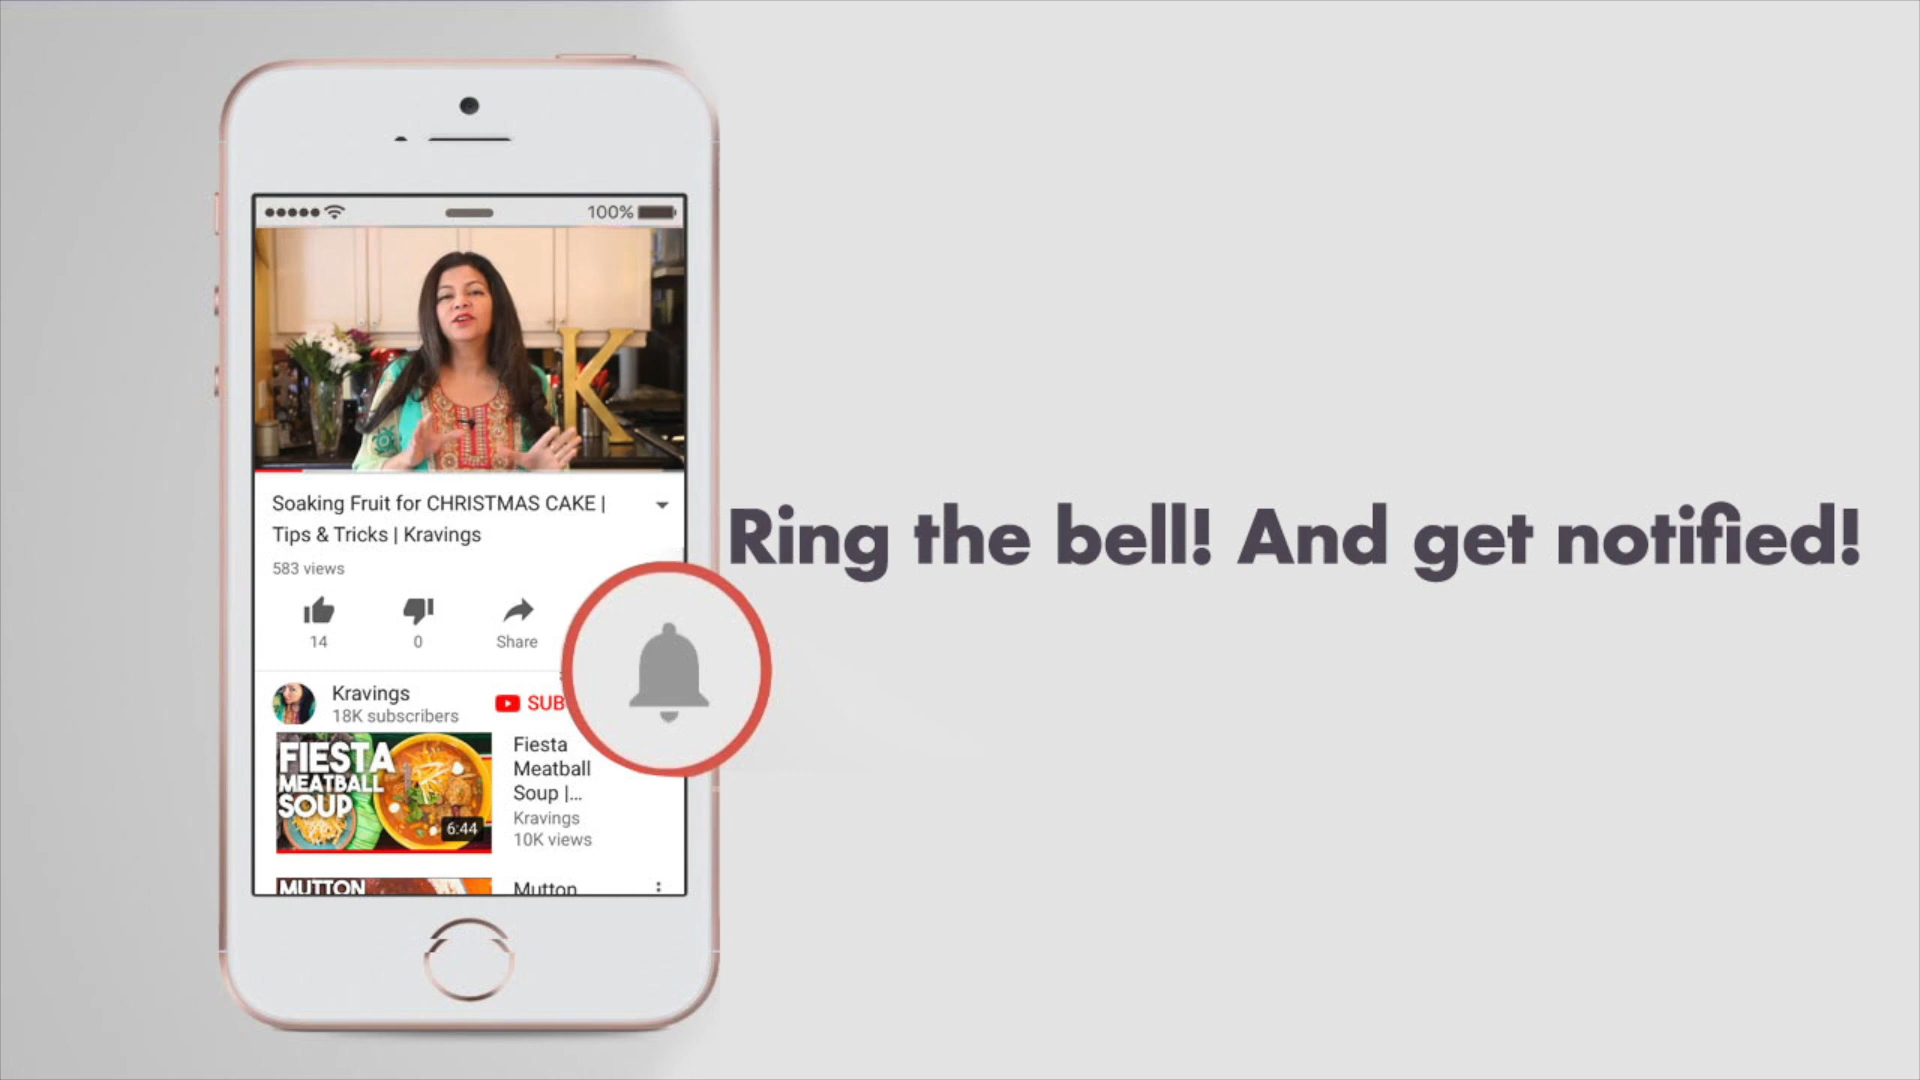 100%
K
Soaking Fruit for CHRISTMAS CAKE |
Tips & Tricks | Kravings
583 views
14
0
Share
Kravings
18K subscribers
SUB
FIESTA
MEATBALL
SOUP
6:44
Fiesta
Meatball
Soup |...
Kravings
10K views
MUTTON
Mutton
Ring the bell! And get notified!